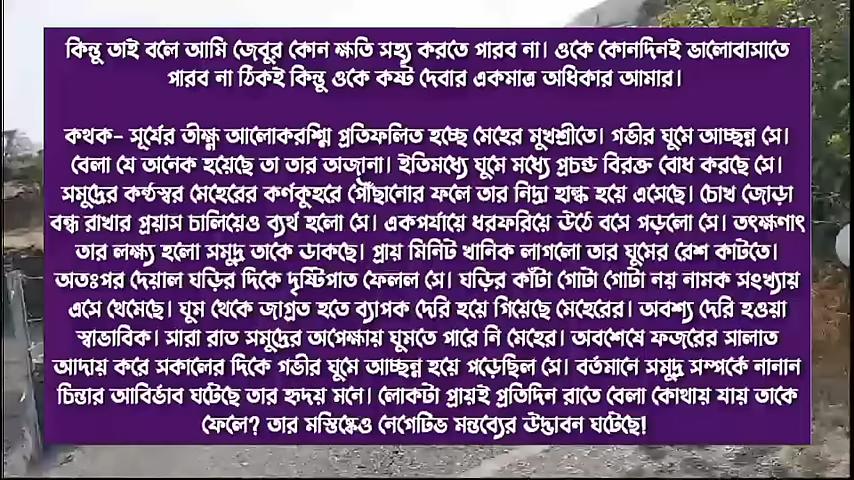 কিন্তু তাই বলে আমি জেবুর কোন ক্ষতি সহ্য করতে পারব না। ওকে কোনদিনই ভালোবাসাতে
পারব না ঠিকই কিন্তু ওকে কষ্ট দেবার একমাত্র অধিকার আমার।
কথক- সূর্যের তীক্ষ্ণ আলোকরশ্মি প্রতিফলিত হচ্ছে মেহের মুখশ্রীতে। গভীর ঘুমে আচ্ছন্ন সে।
বেলা যে অনেক হয়েছে তা তার অজানা। ইতিমধ্যে ঘুমে মধ্যে প্রচন্ড বিরক্ত বোধ করছে সে।
সমুদ্রের কন্ঠস্বর মেহেরের কর্ণকুহরে পৌঁছানোর ফলে তার নিদ্রা হাল্কা হয়ে এসেছে। চোখ জোড়া
বন্ধ রাখার প্রয়াস চালিয়েও ব্যর্থ হলো সে। একপর্যায়ে ধরফরিয়ে উঠে বসে পড়লো সে। তৎক্ষণাৎ
তার লক্ষ্য হলো সমুদ্র তাকে ডাকছে। প্রায় মিনিট খানিক লাগলো তার ঘুমের রেশ কাটতে।
অতঃপর দেয়াল ঘড়ির দিকে দৃষ্টিপাত ফেলল সে। ঘড়ির কাঁটা গোটা গোটা নয় নামক সংখ্যায়
এসে থেমেছে। ঘুম থেকে জাগ্রত হতে ব্যাপক দেরি হয়ে গিয়েছে মেহেরের। অবশ্য দেরি হওয়া
স্বাভাবিক। সারা রাত সমুদ্রের অপেক্ষায় ঘুমতে পারে নি মেহের। অবশেষে ফজরের সালাত
আদায় করে সকালের দিকে গভীর ঘুমে আচ্ছন্ন হয়ে পড়েছিল সে। বর্তমানে সমুদ্র সম্পর্কে নানান
চিন্তার আবির্ভাব ঘটেছে তার হৃদয় মনে। লোকটা প্রায়ই প্রতিদিন রাতে বেলা কোথায় যায় তাকে
ফেলে? তার মস্তিষ্কেও নেগেটিভ মন্তব্যের উদ্ভাবন ঘটেছে!